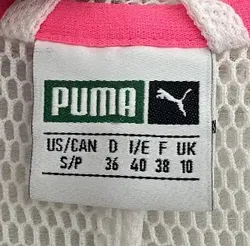 PUMA
US/CAN D I/E F UK
S/P 36 40 38 10